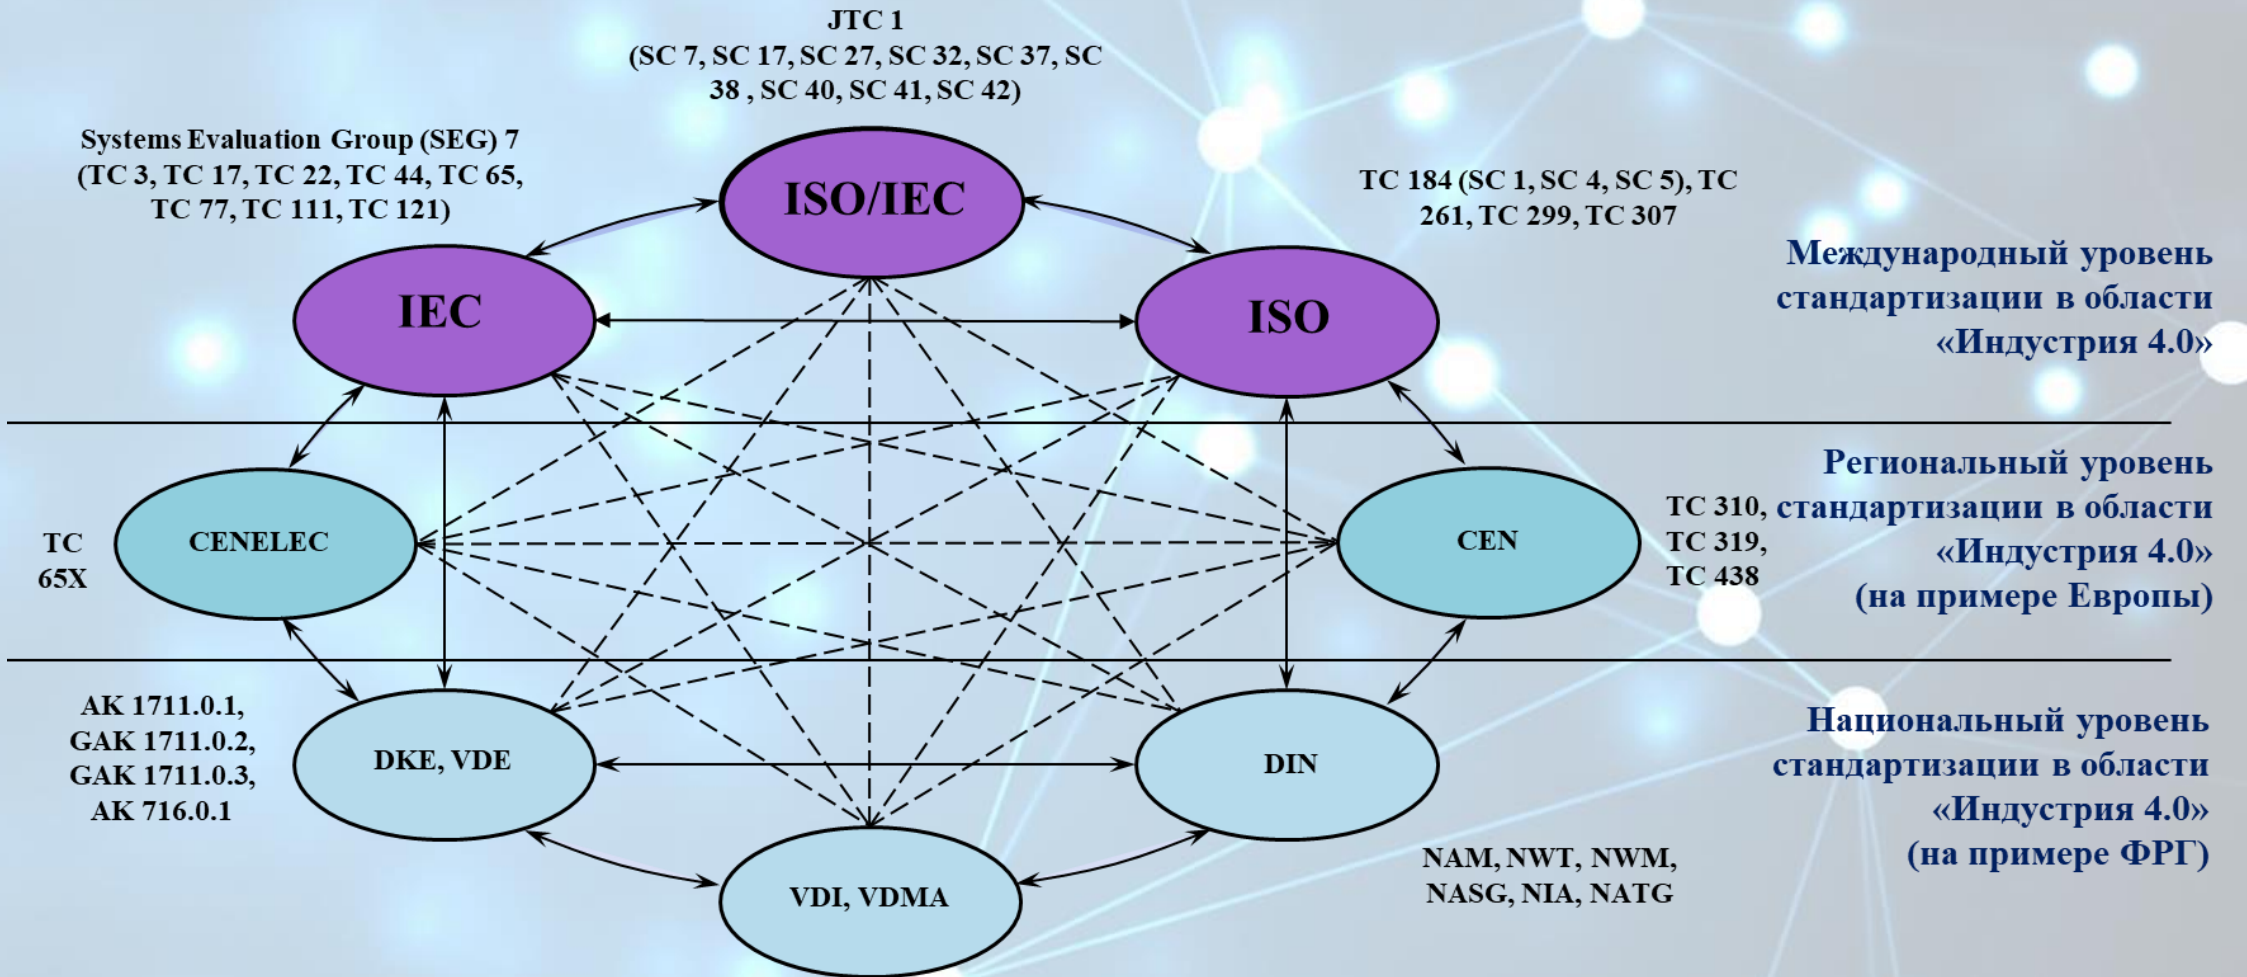 JTC 1
(SC 7, SC 17, SC 27, SC 32, SC 37, SC
38 , SC 40, SC 41, SC 42)
Systems Evaluation Group (SEG) 7
(TC 3, TC 17, TC 22, TC 44, TC 65,
TC 77, TC 111, TC 121)
ISO/IEC
TC 184 (SC 1, SC 4, SC 5), TC
261, TC 299, TC 307
IEC
ISO
Международный уровень
стандартизации в области
«Индустрия 4.0»
TC
65X
CENELEC
CEN
TC 310,
TC 319,
TC 438
Региональный уровень
стандартизации в области
«Индустрия 4.0»
(на примере Европы)
AK 1711.0.1,
GAK 1711.0.2,
GAK 1711.0.3,
AK 716.0.1
DKE, VDE
DIN
VDI, VDMA
NAM, NWT, NWM,
NASG, NIA, NATG
Национальный уровень
стандартизации в области
«Индустрия 4.0»
(на примере ФРГ)